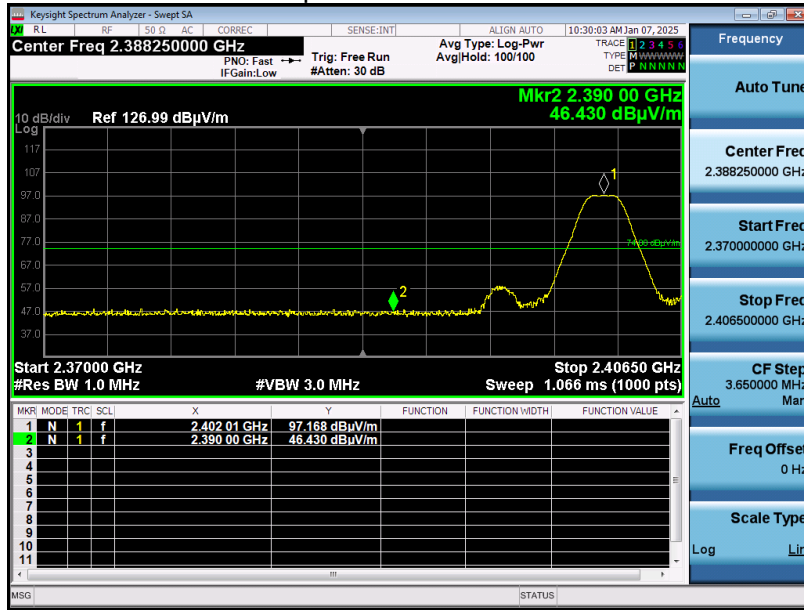 Keysight Spectrum Analyzer - Swept SA
LXI RL RF 50 Ω AC CORREC SENSE:INT ALIGN AUTO 10:30:03 AM Jan 07, 2025
Center Freq 2.388250000 GHz
PNO: Fast
IFGain:Low
Trig: Free Run
#Atten: 30 dB
Avg Type: Log-Pwr
Avg|Hold: 100/100
TRACE 1 2 3 4 5 6
TYPE M W W W W W
DET P N N N N N
Mkr2 2.390 00 GHz
46.430 dBµV/m
10 dB/div Ref 126.99 dBµV/m
Log
117
107
97.0
87.0
77.0
67.0
57.0
47.0
37.0
1
74.00 dBµV/m
2
Start 2.37000 GHz Stop 2.40650 GHz
#Res BW 1.0 MHz #VBW 3.0 MHz Sweep 1.066 ms (1000 pts)
MKR MODE TRC SCL X Y FUNCTION FUNCTION WIDTH FUNCTION VALUE
1 N 1 f 2.402 01 GHz 97.168 dBµV/m
2 N 1 f 2.390 00 GHz 46.430 dBµV/m
3
4
5
6
7
8
9
10
11
MSG STATUS
Frequency
Auto Tune
Center Freq
2.388250000 GHz
Start Freq
2.370000000 GHz
Stop Freq
2.406500000 GHz
CF Step
3.650000 MHz
Auto Man
Freq Offset
0 Hz
Scale Type
Log Lin